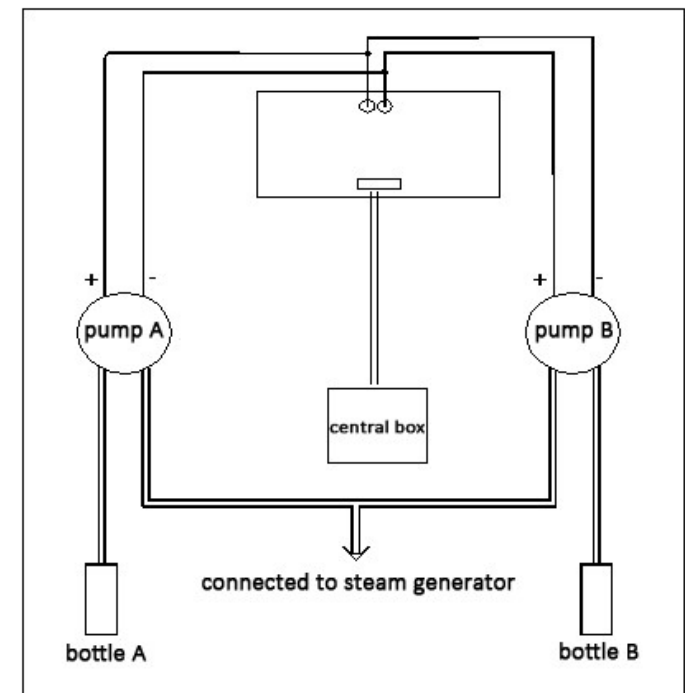 + -
+ -
pump A
pump B
central box
connected to steam generator
bottle A
bottle B